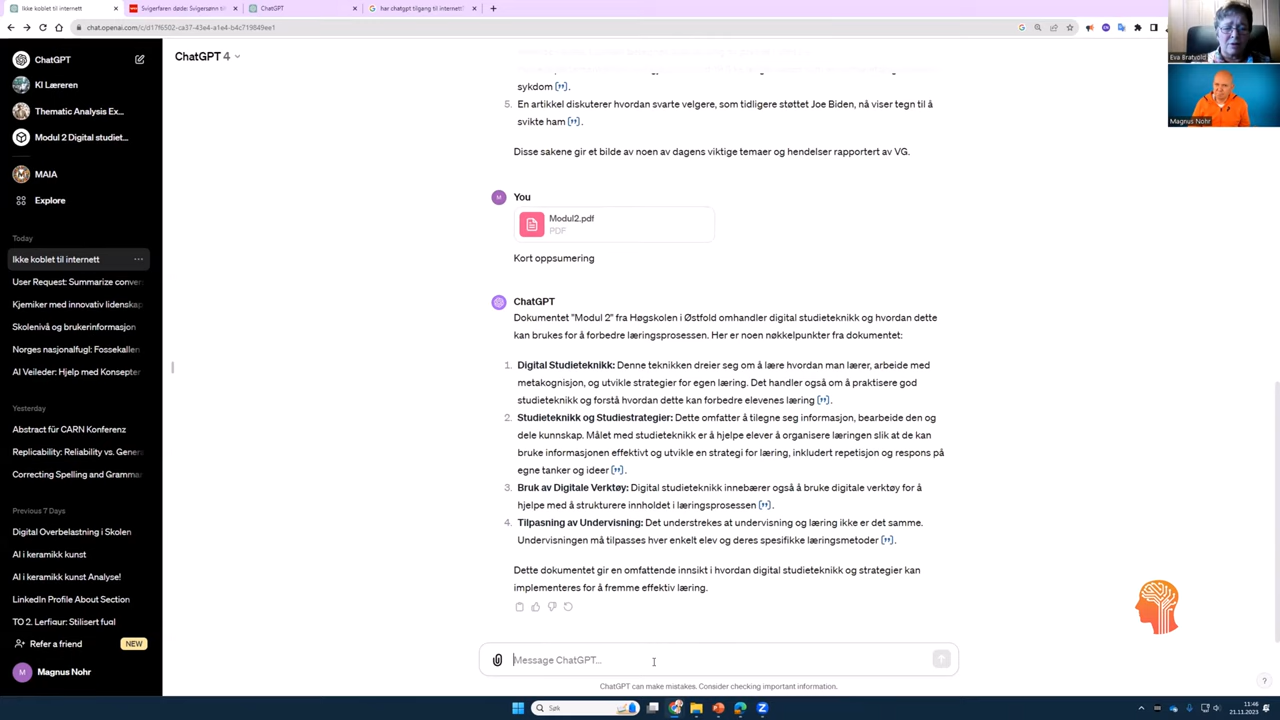 Ikke koblet til internett
Svigerfaren døde: Svigersønn til
ChatGPT
har chatgpt tilgang til internett?
chat.openai.com/c/d17f6502-ca37-43e4-a1e4-b4c719849ee1
ChatGPT
KI Læreren
Thematic Analysis Ex...
Modul 2 Digital studiet...
MAIA
Explore
Today
Ikke koblet til internett
User Request: Summarize conver
Kjemiker med innovativ lidenska
Skolenivå og brukerinformasjon
Norges nasjonalfugl: Fossekallen
AI Veileder: Hjelp med Konsepter
Yesterday
Abstract für CARN Konferenz
Replicability: Reliability vs. Gener
Correcting Spelling and Grammar
Previous 7 Days
Digital Overbelastning i Skolen
AI i keramikk kunst
AI i keramikk kunst Analyse!
LinkedIn Profile About Section
TO 2. Lerfigur: Stilisert fugl
Refer a friend
NEW
Magnus Nohr
ChatGPT 4
sykdom ["].
5. En artikkel diskuterer hvordan svarte velgere, som tidligere støttet Joe Biden, nå viser tegn til å
svikte ham ["].
Disse sakene gir et bilde av noen av dagens viktige temaer og hendelser rapportert av VG.
M
You
Modul2.pdf
PDF
Kort oppsumering
ChatGPT
Dokumentet "Modul 2" fra Høgskolen i Østfold omhandler digital studieteknikk og hvordan dette
kan brukes for å forbedre læringsprosessen. Her er noen nøkkelpunkter fra dokumentet:
1. Digital Studieteknikk: Denne teknikken dreier seg om å lære hvordan man lærer, arbeide med
metakognisjon, og utvikle strategier for egen læring. Det handler også om å praktisere god
studieteknikk og forstå hvordan dette kan forbedre elevenes læring ["].
2. Studieteknikk og Studiestrategier: Dette omfatter å tilegne seg informasjon, bearbeide den og
dele kunnskap. Målet med studieteknikk er å hjelpe elever å organisere læringen slik at de kan
bruke informasjonen effektivt og utvikle en strategi for læring, inkludert repetisjon og respons på
egne tanker og ideer ["].
3. Bruk av Digitale Verktøy: Digital studieteknikk innebærer også å bruke digitale verktøy for å
hjelpe med å strukturere innholdet i læringsprosessen ["].
4. Tilpasning av Undervisning: Det understrekes at undervisning og læring ikke er det samme.
Undervisningen må tilpasses hver enkelt elev og deres spesifikke læringsmetoder ["].
Dette dokumentet gir en omfattende innsikt i hvordan digital studieteknikk og strategier kan
implementeres for å fremme effektiv læring.
Message ChatGPT...
ChatGPT can make mistakes. Consider checking important information.
?
Eva Bratvold
Magnus Nohr
Søk
11:46
21.11.2023